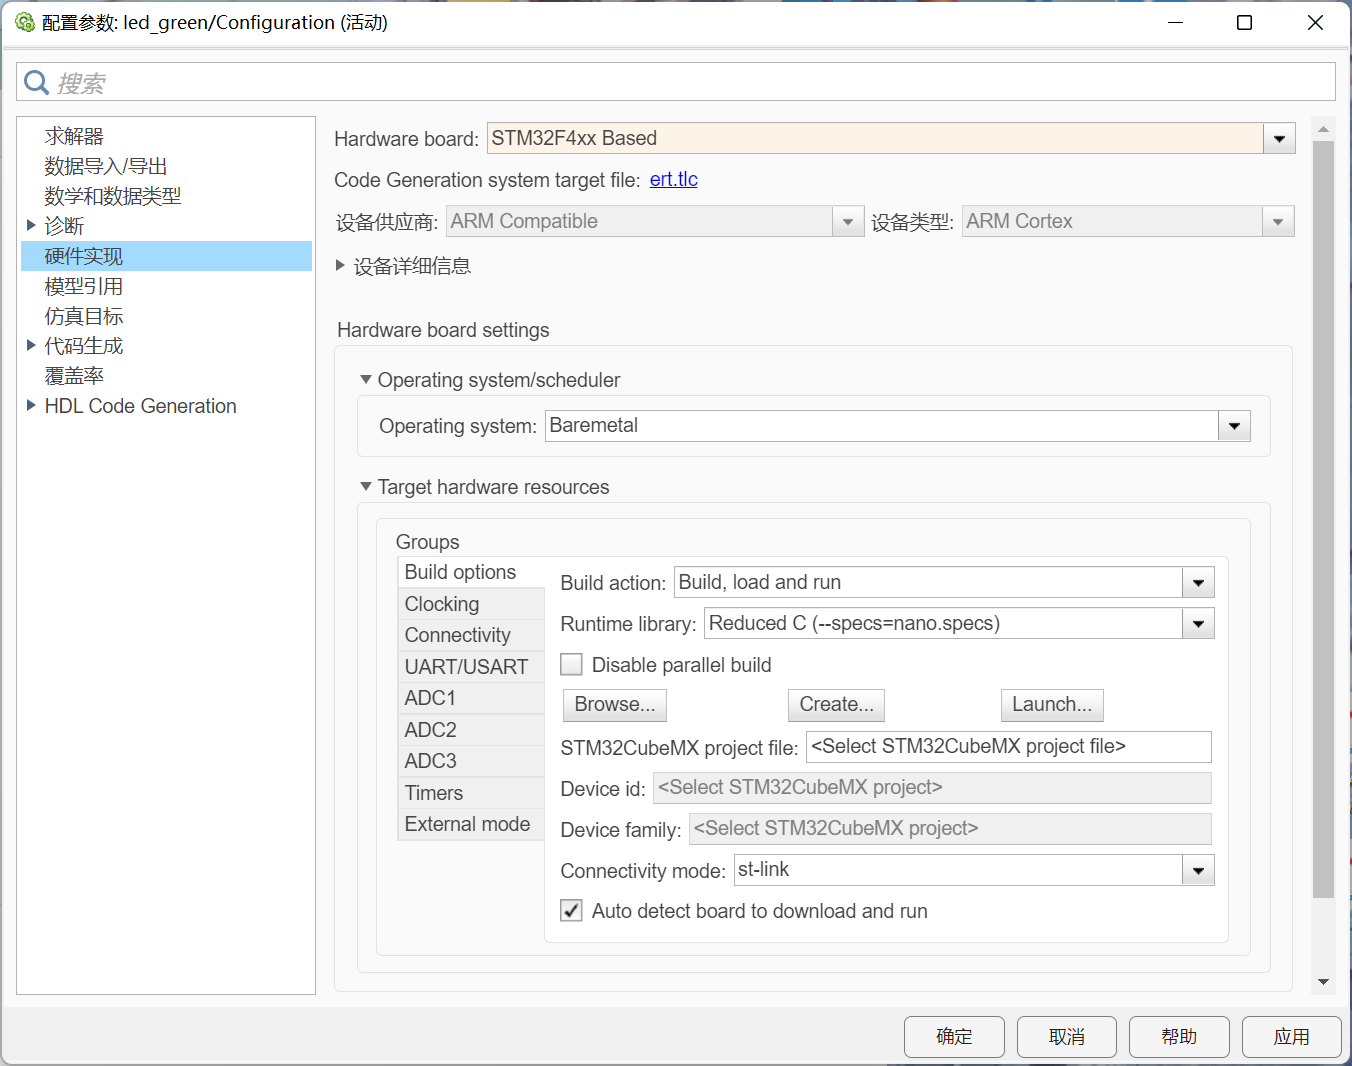 配置参数: led_green/Configuration (活动)
搜索
求解器
数据导入/导出
数学和数据类型
诊断
硬件实现
模型引用
仿真目标
代码生成
覆盖率
HDL Code Generation
Hardware board: STM32F4xx Based
Code Generation system target file: ert.tlc
设备供应商: ARM Compatible 设备类型: ARM Cortex
设备详细信息
Hardware board settings
Operating system/scheduler
Operating system: Baremetal
Target hardware resources
Groups
Build options
Clocking
Connectivity
UART/USART
ADC1
ADC2
ADC3
Timers
External mode
Build action: Build, load and run
Runtime library: Reduced C (--specs=nano.specs)
Disable parallel build
Browse... Create... Launch...
STM32CubeMX project file: <Select STM32CubeMX project file>
Device id: <Select STM32CubeMX project>
Device family: <Select STM32CubeMX project>
Connectivity mode: st-link
Auto detect board to download and run
确定 取消 帮助 应用